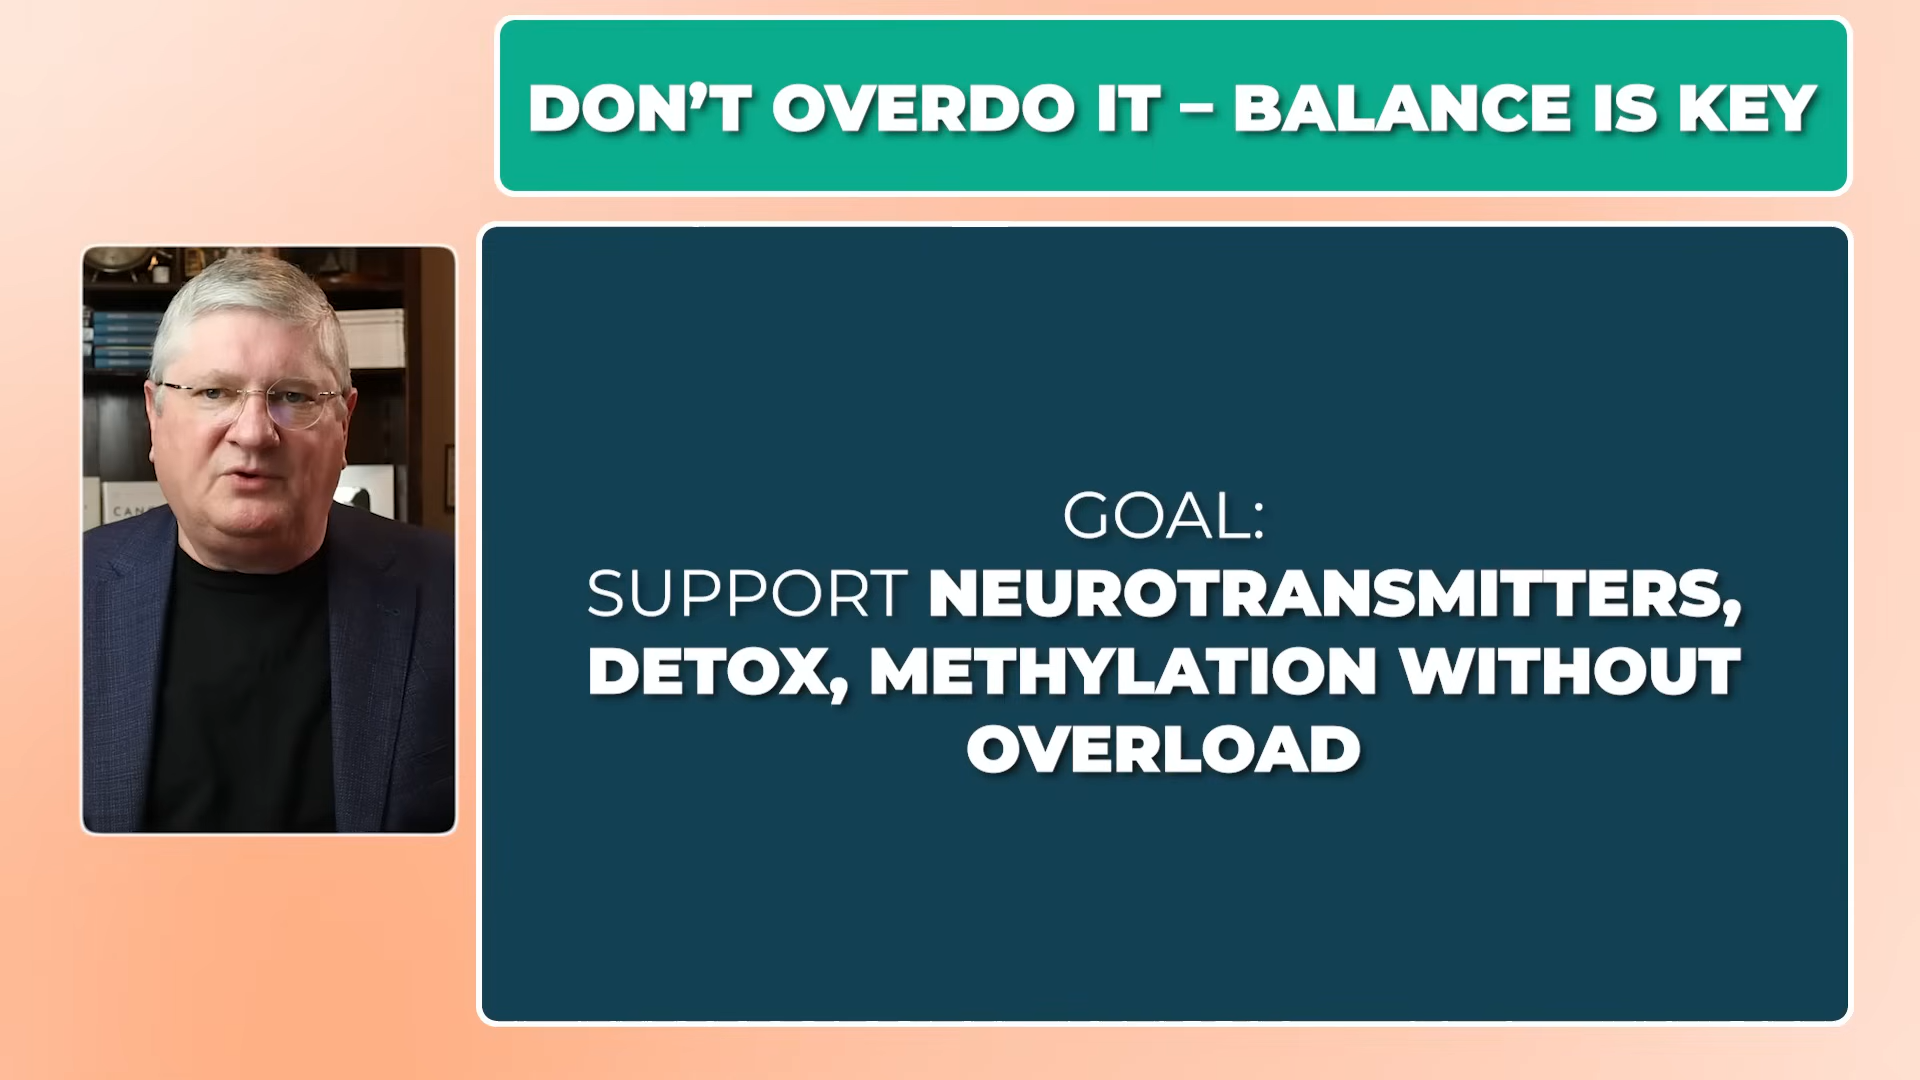 DON’T OVERDO IT – BALANCE IS KEY
GOAL:
SUPPORT NEUROTRANSMITTERS,
DETOX, METHYLATION WITHOUT
OVERLOAD